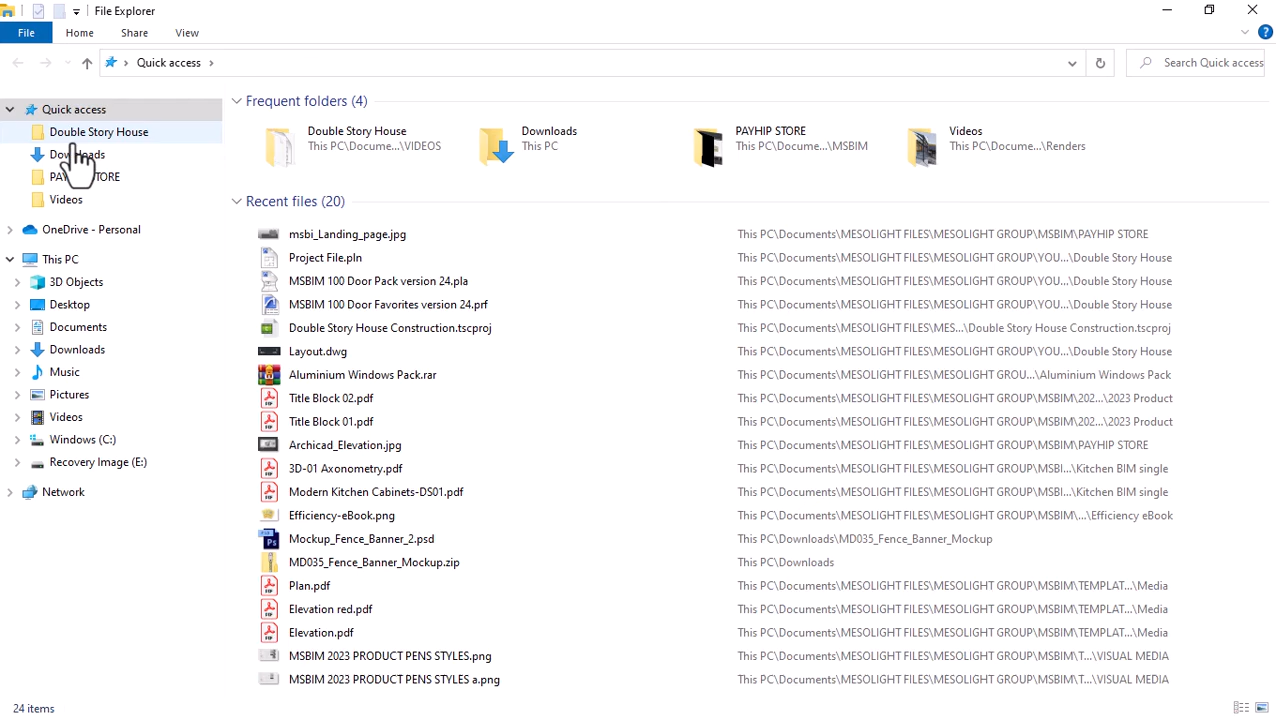 File Explorer
File Home Share View
Quick access
Search Quick access
Quick access
Double Story House
Downloads
PAYHIP STORE
Videos
OneDrive - Personal
This PC
3D Objects
Desktop
Documents
Downloads
Music
Pictures
Videos
Windows (C:)
Recovery Image (E:)
Network
Frequent folders (4)
Double Story House
This PC\Docume...\VIDEOS
Downloads
This PC
PAYHIP STORE
This PC\Docume...\MSBIM
Videos
This PC\Docume...\Renders
Recent files (20)
msbi_Landing_page.jpg This PC\Documents\MESOLIGHT FILES\MESOLIGHT GROUP\MSBIM\PAYHIP STORE
Project File.pln This PC\Documents\MESOLIGHT FILES\MESOLIGHT GROUP\YOU...\Double Story House
MSBIM 100 Door Pack version 24.pla This PC\Documents\MESOLIGHT FILES\MESOLIGHT GROUP\YOU...\Double Story House
MSBIM 100 Door Favorites version 24.prf This PC\Documents\MESOLIGHT FILES\MESOLIGHT GROUP\YOU...\Double Story House
Double Story House Construction.tscproj This PC\Documents\MESOLIGHT FILES\MES...\Double Story House Construction.tscproj
Layout.dwg This PC\Documents\MESOLIGHT FILES\MESOLIGHT GROUP\YOU...\Double Story House
Aluminium Windows Pack.rar This PC\Documents\MESOLIGHT FILES\MESOLIGHT GROU...\Aluminium Windows Pack
Title Block 02.pdf This PC\Documents\MESOLIGHT FILES\MESOLIGHT GROUP\MSBIM\202...\2023 Product
Title Block 01.pdf This PC\Documents\MESOLIGHT FILES\MESOLIGHT GROUP\MSBIM\202...\2023 Product
Archicad_Elevation.jpg This PC\Documents\MESOLIGHT FILES\MESOLIGHT GROUP\MSBIM\PAYHIP STORE
3D-01 Axonometry.pdf This PC\Documents\MESOLIGHT FILES\MESOLIGHT GROUP\MSBI...\Kitchen BIM single
Modern Kitchen Cabinets-DS01.pdf This PC\Documents\MESOLIGHT FILES\MESOLIGHT GROUP\MSBI...\Kitchen BIM single
Efficiency-eBook.png This PC\Documents\MESOLIGHT FILES\MESOLIGHT GROUP\MSBIM\...\Efficiency eBook
Mockup_Fence_Banner_2.psd This PC\Downloads\MD035_Fence_Banner_Mockup
MD035_Fence_Banner_Mockup.zip This PC\Downloads
Plan.pdf This PC\Documents\MESOLIGHT FILES\MESOLIGHT GROUP\MSBIM\TEMPLAT...\Media
Elevation red.pdf This PC\Documents\MESOLIGHT FILES\MESOLIGHT GROUP\MSBIM\TEMPLAT...\Media
Elevation.pdf This PC\Documents\MESOLIGHT FILES\MESOLIGHT GROUP\MSBIM\TEMPLAT...\Media
MSBIM 2023 PRODUCT PENS STYLES.png This PC\Documents\MESOLIGHT FILES\MESOLIGHT GROUP\MSBIM\T...\VISUAL MEDIA
MSBIM 2023 PRODUCT PENS STYLES a.png This PC\Documents\MESOLIGHT FILES\MESOLIGHT GROUP\MSBIM\T...\VISUAL MEDIA
24 items